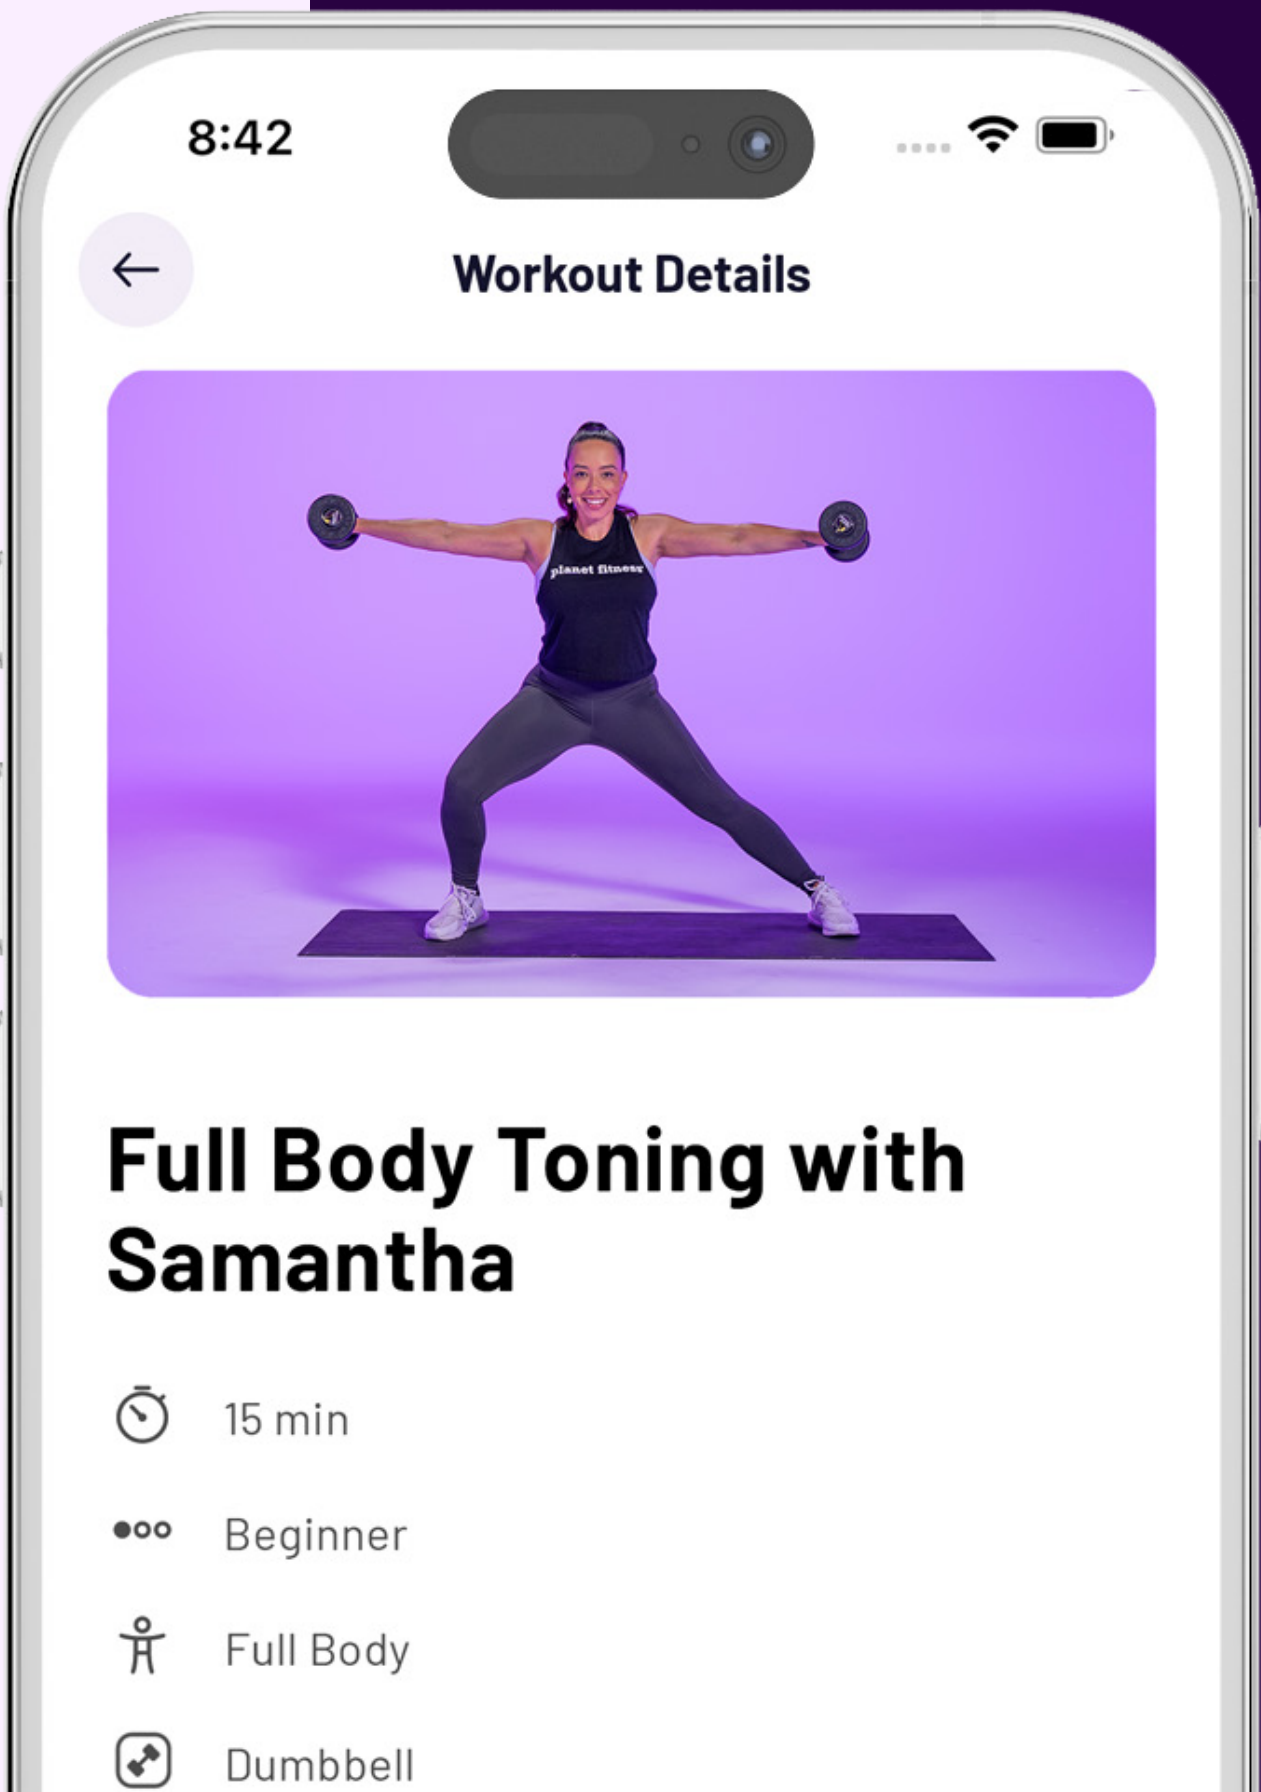 8:42
Workout Details
planet fitness
Full Body Toning with
Samantha
15 min
Beginner
Full Body
Dumbbell